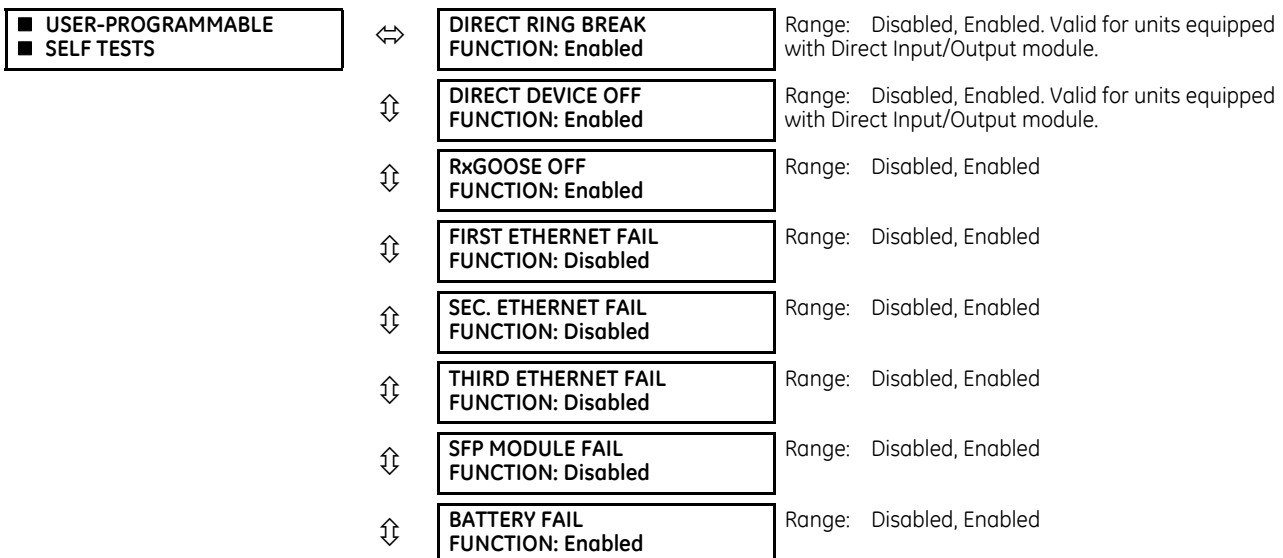 ■ USER-PROGRAMMABLE
■ SELF TESTS
DIRECT RING BREAK
FUNCTION: Enabled
Range: Disabled, Enabled. Valid for units equipped
with Direct Input/Output module.
DIRECT DEVICE OFF
FUNCTION: Enabled
Range: Disabled, Enabled. Valid for units equipped
with Direct Input/Output module.
RxGOOSE OFF
FUNCTION: Enabled
Range: Disabled, Enabled
FIRST ETHERNET FAIL
FUNCTION: Disabled
Range: Disabled, Enabled
SEC. ETHERNET FAIL
FUNCTION: Disabled
Range: Disabled, Enabled
THIRD ETHERNET FAIL
FUNCTION: Disabled
Range: Disabled, Enabled
SFP MODULE FAIL
FUNCTION: Disabled
Range: Disabled, Enabled
BATTERY FAIL
FUNCTION: Enabled
Range: Disabled, Enabled